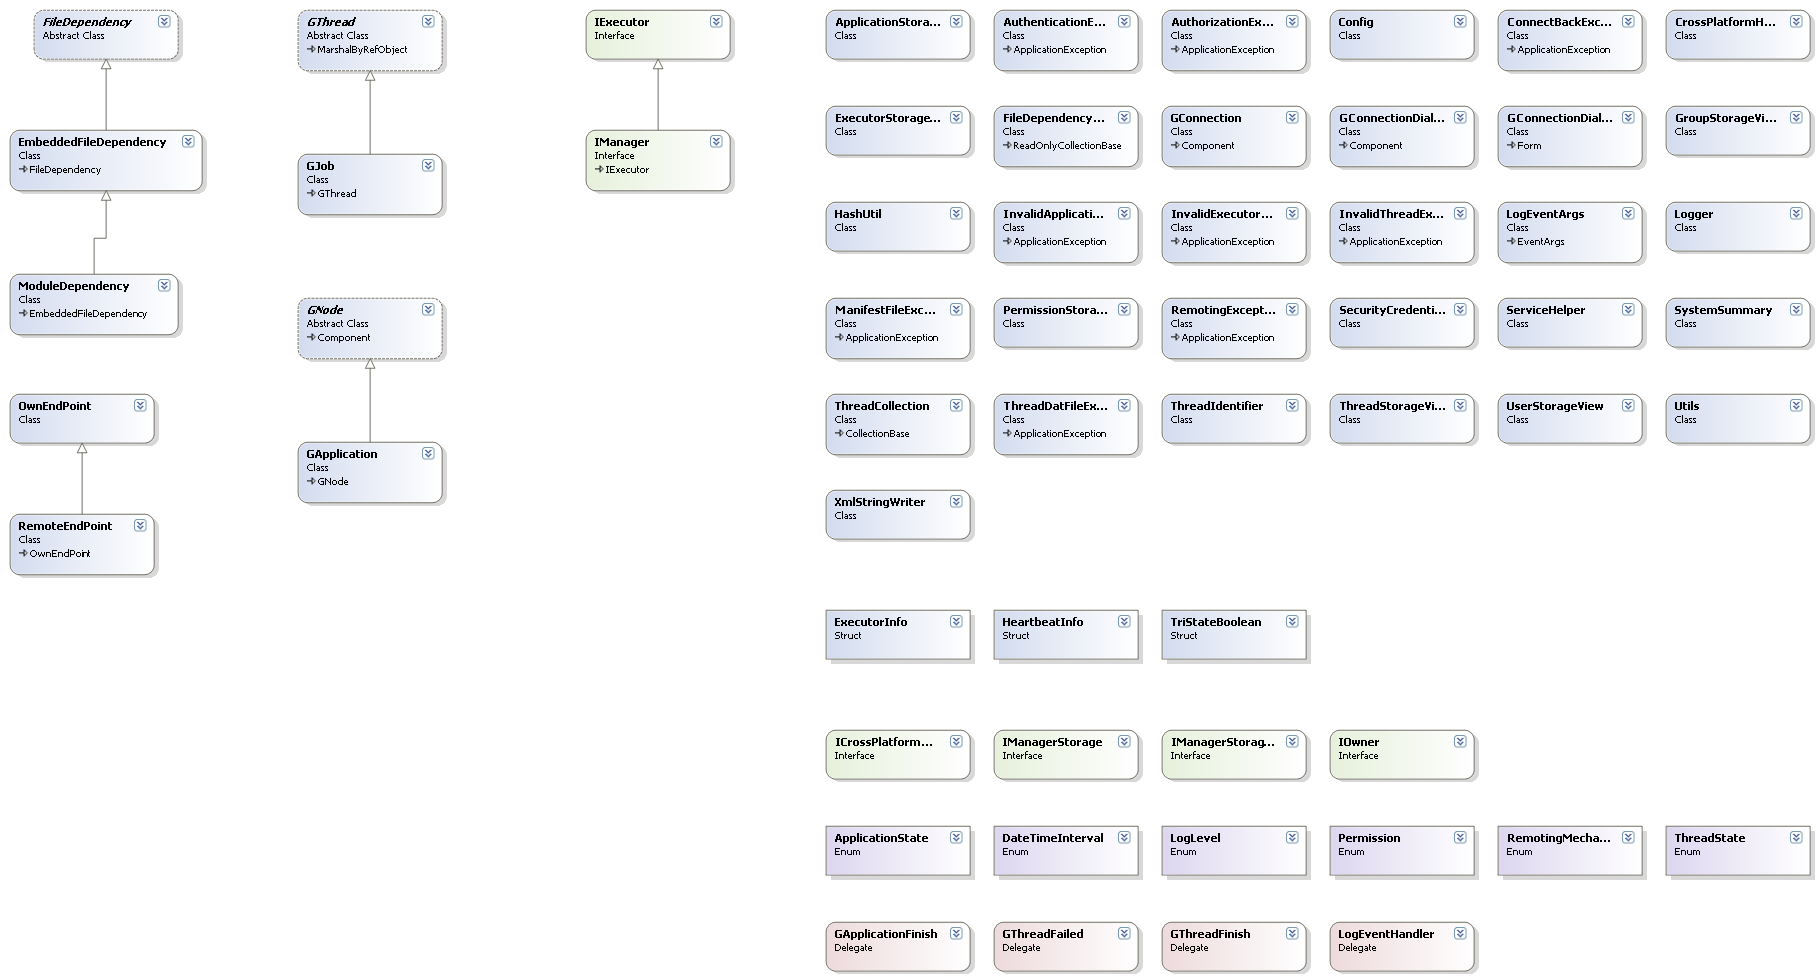 FileDependency
Abstract Class
EmbeddedFileDependency
Class
FileDependency
ModuleDependency
Class
EmbeddedFileDependency
OwnEndPoint
Class
RemoteEndPoint
Class
OwnEndPoint
GThread
Abstract Class
MarshalByRefObject
GJob
Class
GThread
GNode
Abstract Class
Component
GApplication
Class
GNode
IExecutor
Interface
IManager
Interface
IExecutor
ApplicationStora...
Class
AuthenticationE...
Class
ApplicationException
AuthorizationEx...
Class
ApplicationException
Config
Class
ConnectBackExc...
Class
ApplicationException
CrossPlatformH...
Class
ExecutorStorage...
Class
FileDependency...
Class
ReadOnlyCollectionBase
GConnection
Class
Component
GConnectionDial...
Class
Component
GConnectionDial...
Class
Form
GroupStorageVi...
Class
HashUtil
Class
InvalidApplicati...
Class
ApplicationException
InvalidExecutor...
Class
ApplicationException
InvalidThreadEx...
Class
ApplicationException
LogEventArgs
Class
EventArgs
Logger
Class
ManifestFileExc...
Class
ApplicationException
PermissionStora...
Class
RemotingExcept...
Class
ApplicationException
SecurityCredenti...
Class
ServiceHelper
Class
SystemSummary
Class
ThreadCollection
Class
CollectionBase
ThreadDatFileEx...
Class
ApplicationException
ThreadIdentifier
Class
ThreadStorageVi...
Class
UserStorageView
Class
Utils
Class
XmlStringWriter
Class
ExecutorInfo
Struct
HeartbeatInfo
Struct
TriStateBoolean
Struct
ICrossPlatform...
Interface
IManagerStorage
Interface
IManagerStorag...
Interface
IOwner
Interface
ApplicationState
Enum
DateTimeInterval
Enum
LogLevel
Enum
Permission
Enum
RemotingMecha...
Enum
ThreadState
Enum
GApplicationFinish
Delegate
GThreadFailed
Delegate
GThreadFinish
Delegate
LogEventHandler
Delegate